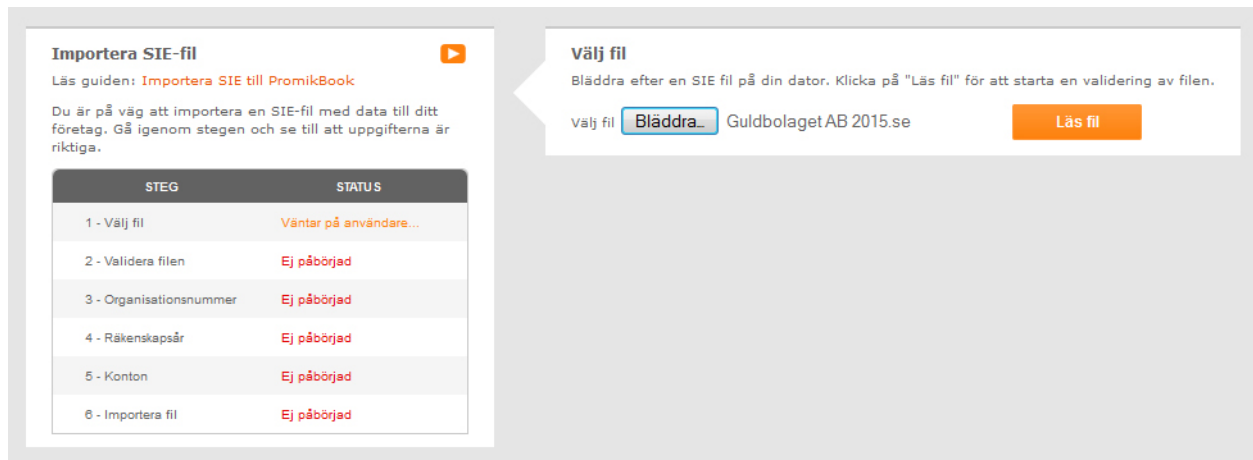 Importera SIE-fil
Läs guiden: Importera SIE till PromikBook
Du är på väg att importera en SIE-fil med data till ditt
företag. Gå igenom stegen och se till att uppgifterna är
riktiga.
STEG STATUS
1 - Välj fil Väntar på användare...
2 - Validera filen Ej påbörjad
3 - Organisationsnummer Ej påbörjad
4 - Räkenskapsår Ej påbörjad
5 - Konton Ej påbörjad
6 - Importera fil Ej påbörjad
Välj fil
Bläddra efter en SIE fil på din dator. Klicka på "Läs fil" för att starta en validering av filen.
Välj fil Bläddra... Guldbolaget AB 2015.se Läs fil